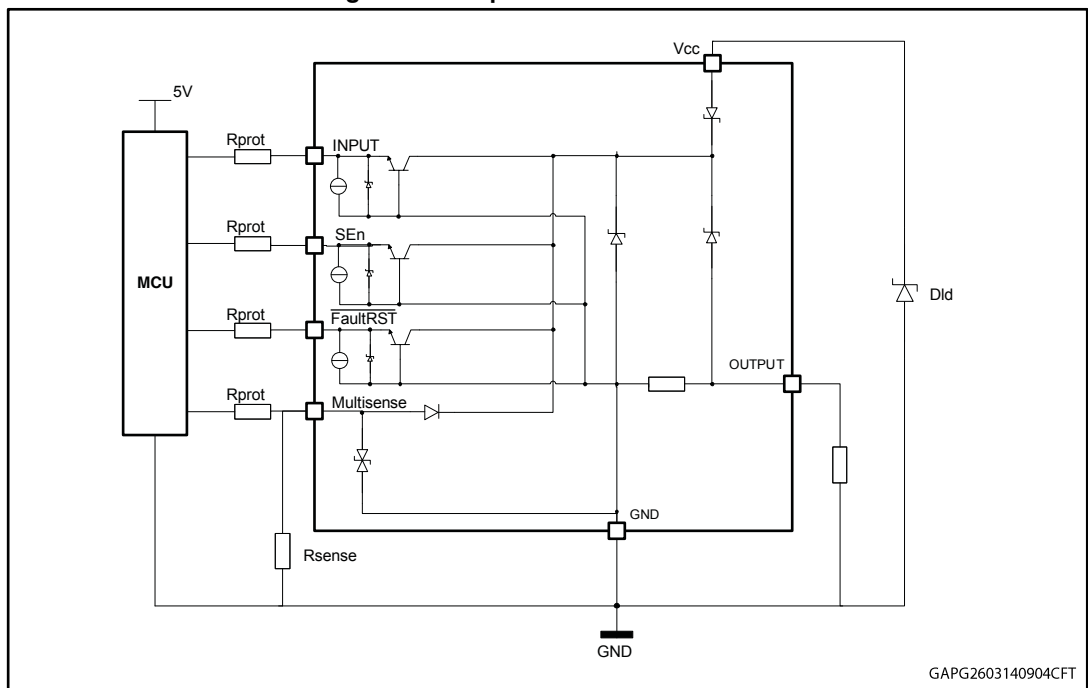 Vcc
5V
Rprot
INPUT
Rprot
SEn
MCU
Dld
Rprot
FaultRST
OUTPUT
Rprot
Multisense
GND
Rsense
GND
GAPG2603140904CFT